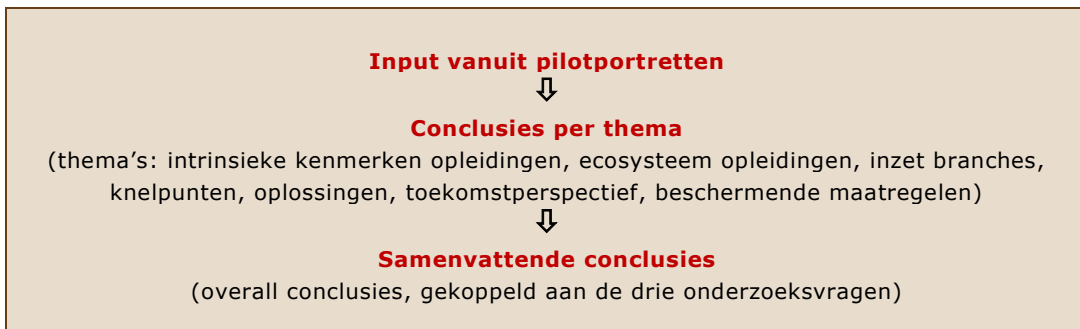 Input vanuit pilotportretten
⇩
Conclusies per thema
(thema's: intrinsieke kenmerken opleidingen, ecosysteem opleidingen, inzet branches,
knelpunten, oplossingen, toekomstperspectief, beschermende maatregelen)
⇩
Samenvattende conclusies
(overall conclusies, gekoppeld aan de drie onderzoeksvragen)